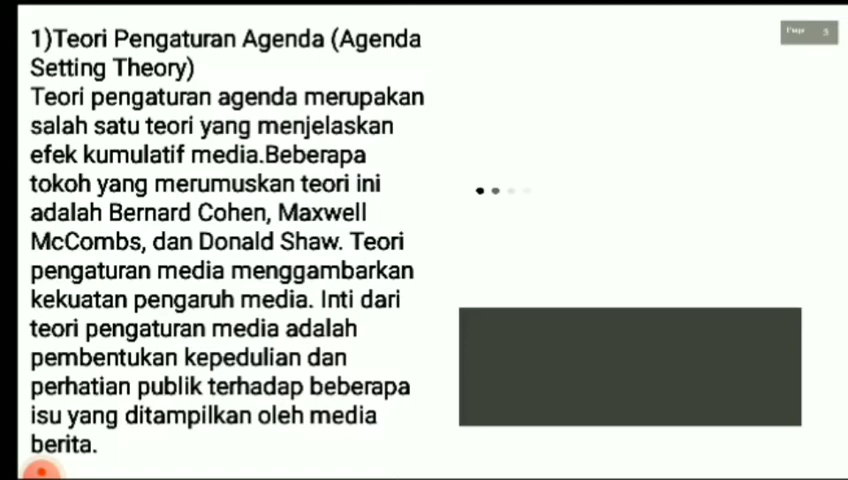 1)Teori Pengaturan Agenda (Agenda
Setting Theory)
Teori pengaturan agenda merupakan
salah satu teori yang menjelaskan
efek kumulatif media.Beberapa
tokoh yang merumuskan teori ini
adalah Bernard Cohen, Maxwell
McCombs, dan Donald Shaw. Teori
pengaturan media menggambarkan
kekuatan pengaruh media. Inti dari
teori pengaturan media adalah
pembentukan kepedulian dan
perhatian publik terhadap beberapa
isu yang ditampilkan oleh media
berita.
Page 3